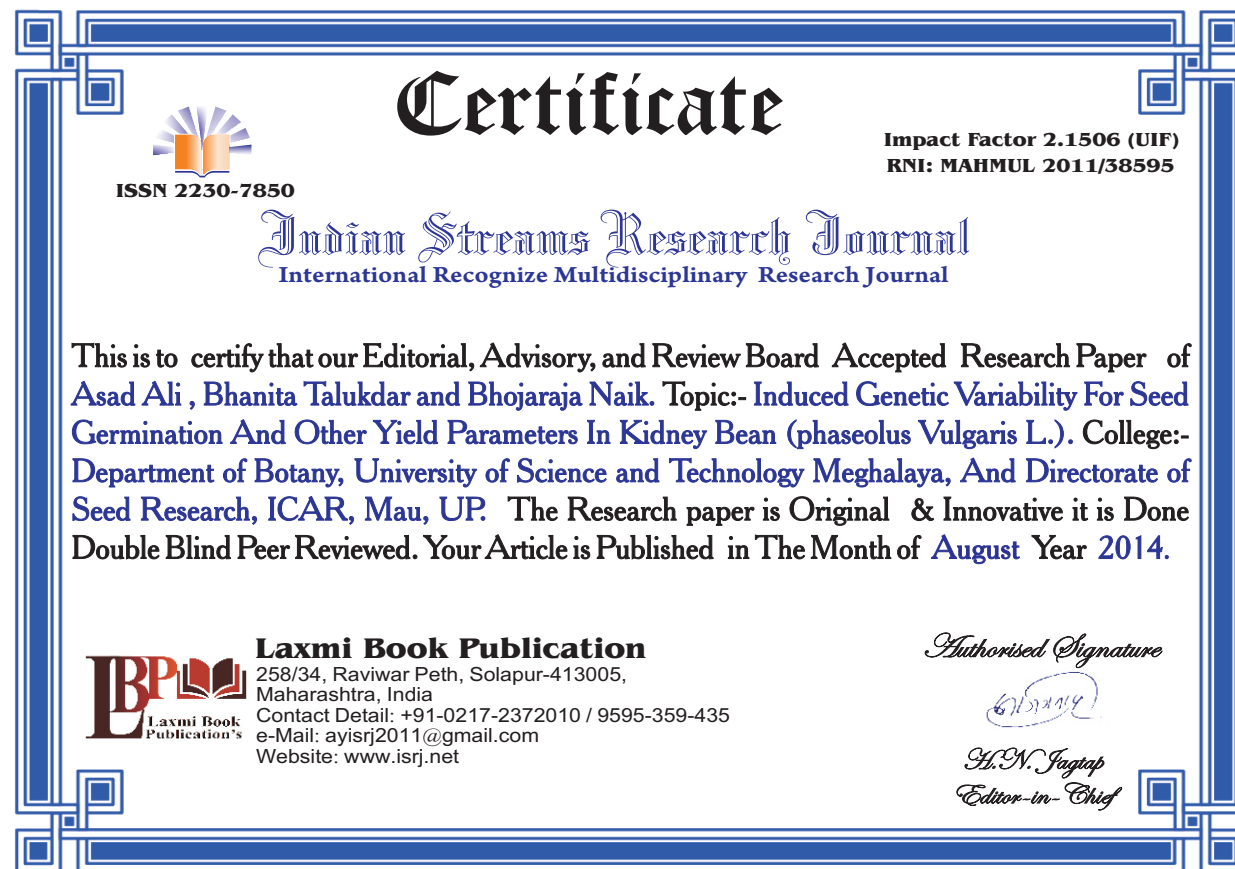 Certificate
ISSN 2230-7850
Impact Factor 2.1506 (UIF)
RNI: MAHMUL 2011/38595
Indian Streams Research Journal
International Recognize Multidisciplinary Research Journal
This is to certify that our Editorial, Advisory, and Review Board Accepted Research Paper of
Asad Ali , Bhanita Talukdar and Bhojaraja Naik. Topic:- Induced Genetic Variability For Seed
Germination And Other Yield Parameters In Kidney Bean (phaseolus Vulgaris L.). College:-
Department of Botany, University of Science and Technology Meghalaya, And Directorate of
Seed Research, ICAR, Mau, UP. The Research paper is Original & Innovative it is Done
Double Blind Peer Reviewed. Your Article is Published in The Month of August Year 2014.
LBP
Laxmi Book
Publication's
Laxmi Book Publication
258/34, Raviwar Peth, Solapur-413005,
Maharashtra, India
Contact Detail: +91-0217-2372010 / 9595-359-435
e-Mail: ayisrj2011@gmail.com
Website: www.isrj.net
Authorised Signature
H.N. Jagtap
Editor-in- Chief